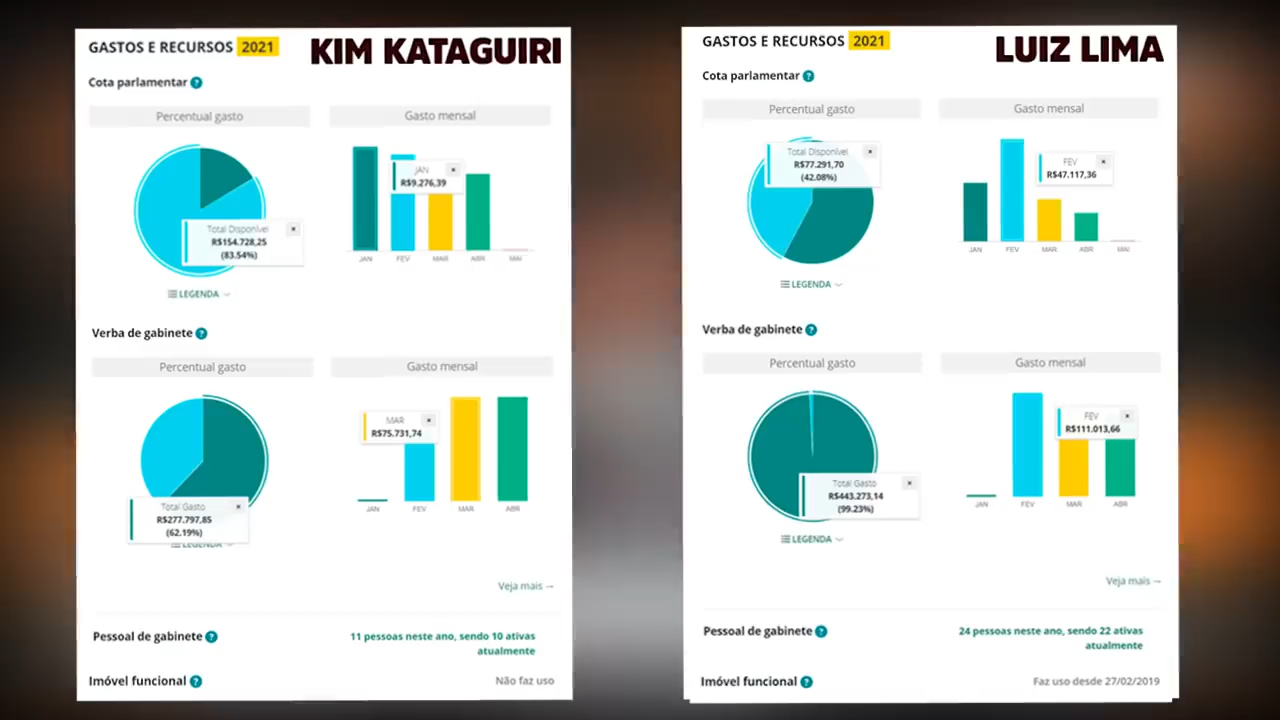 GASTOS E RECURSOS 2021
KIM KATAGUIRI
Cota parlamentar ?
Percentual gasto
Gasto mensal
Total Disponível
R$154.728,25
(83.54%)
JAN
R$9.276,39
JAN FEV MAR ABR MAI
LEGENDA
Verba de gabinete ?
Percentual gasto
Gasto mensal
Total Gasto
R$277.797,85
(62.19%)
LEGENDA
MAR
R$75.731,74
JAN FEV MAR ABR
Veja mais →
Pessoal de gabinete ?
11 pessoas neste ano, sendo 10 ativas
atualmente
Imóvel funcional ?
Não faz uso
GASTOS E RECURSOS 2021
LUIZ LIMA
Cota parlamentar ?
Percentual gasto
Gasto mensal
Total Disponível
R$77.291,70
(42.08%)
FEV
R$47.117,36
JAN FEV MAR ABR MAI
LEGENDA
Verba de gabinete ?
Percentual gasto
Gasto mensal
Total Gasto
R$443.273,14
(99.23%)
LEGENDA
FEV
R$111.013,66
JAN FEV MAR ABR
Veja mais →
Pessoal de gabinete ?
24 pessoas neste ano, sendo 22 ativas
atualmente
Imóvel funcional ?
Faz uso desde 27/02/2019